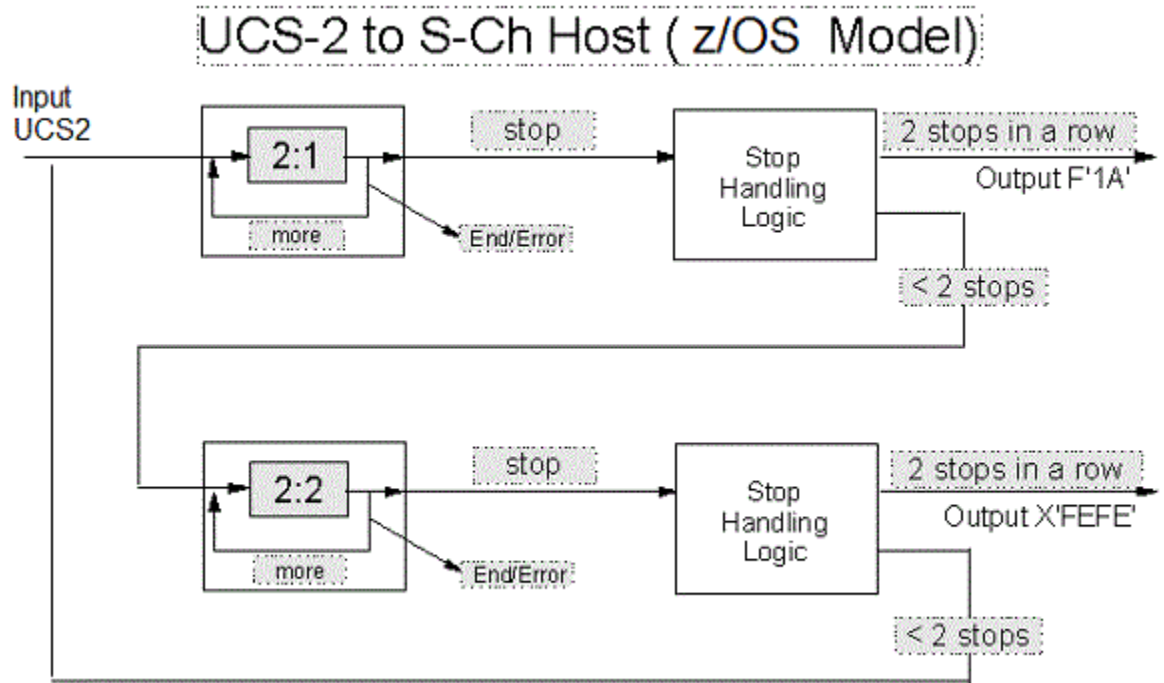 UCS-2 to S-Ch Host ( z/OS Model)
Input
UCS2
2:1
more
End/Error
stop
Stop
Handling
Logic
2 stops in a row
Output F'1A'
< 2 stops
2:2
more
End/Error
stop
Stop
Handling
Logic
2 stops in a row
Output X'FEFE'
< 2 stops